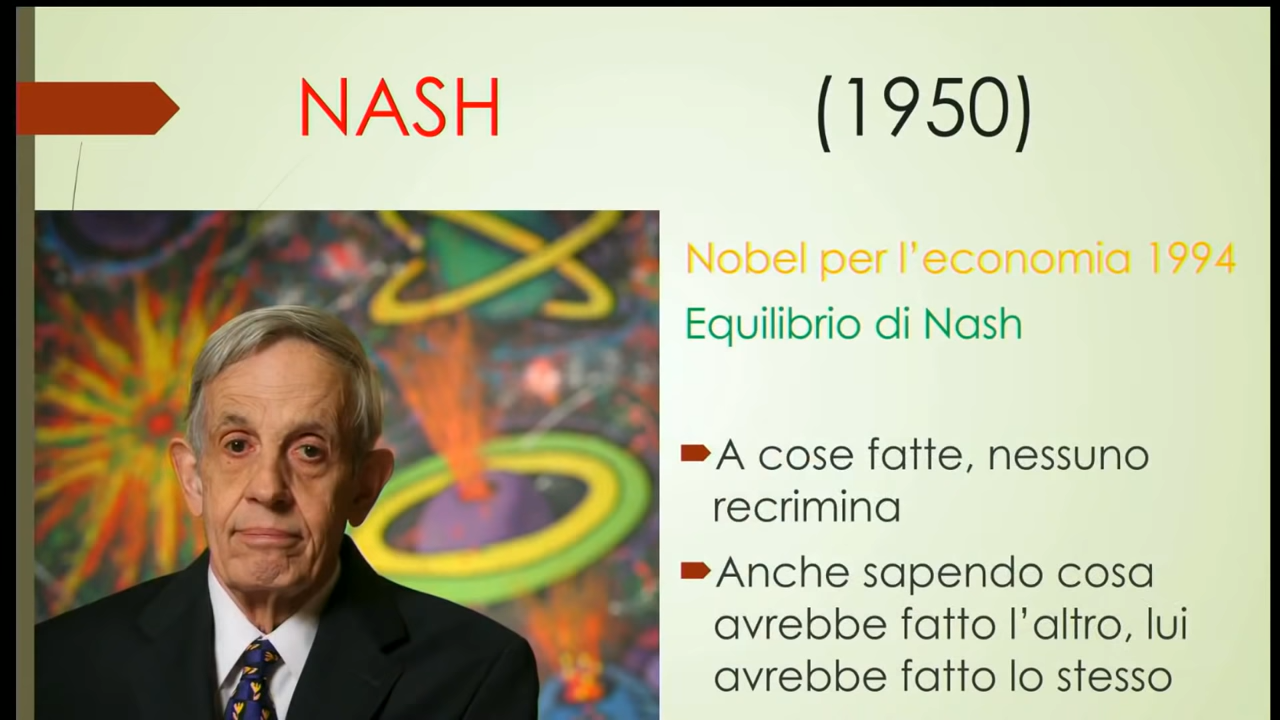 NASH (1950)
Nobel per l’economia 1994
Equilibrio di Nash
A cose fatte, nessuno
recrimina
Anche sapendo cosa
avrebbe fatto l’altro, lui
avrebbe fatto lo stesso